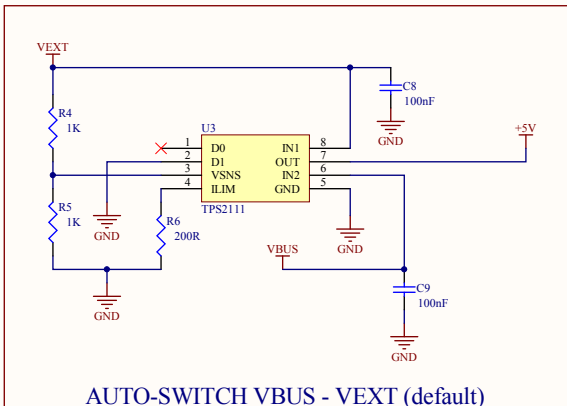 VEXT
C8
100nF
GND
R4
1K
U3
+5V
1 D0 IN1 8
2 D1 OUT 7
3 VSNS IN2 6
4 ILIM GND 5
TPS2111
R5
1K
GND
R6
200R
GND
VBUS
C9
100nF
GND
GND
AUTO-SWITCH VBUS - VEXT (default)